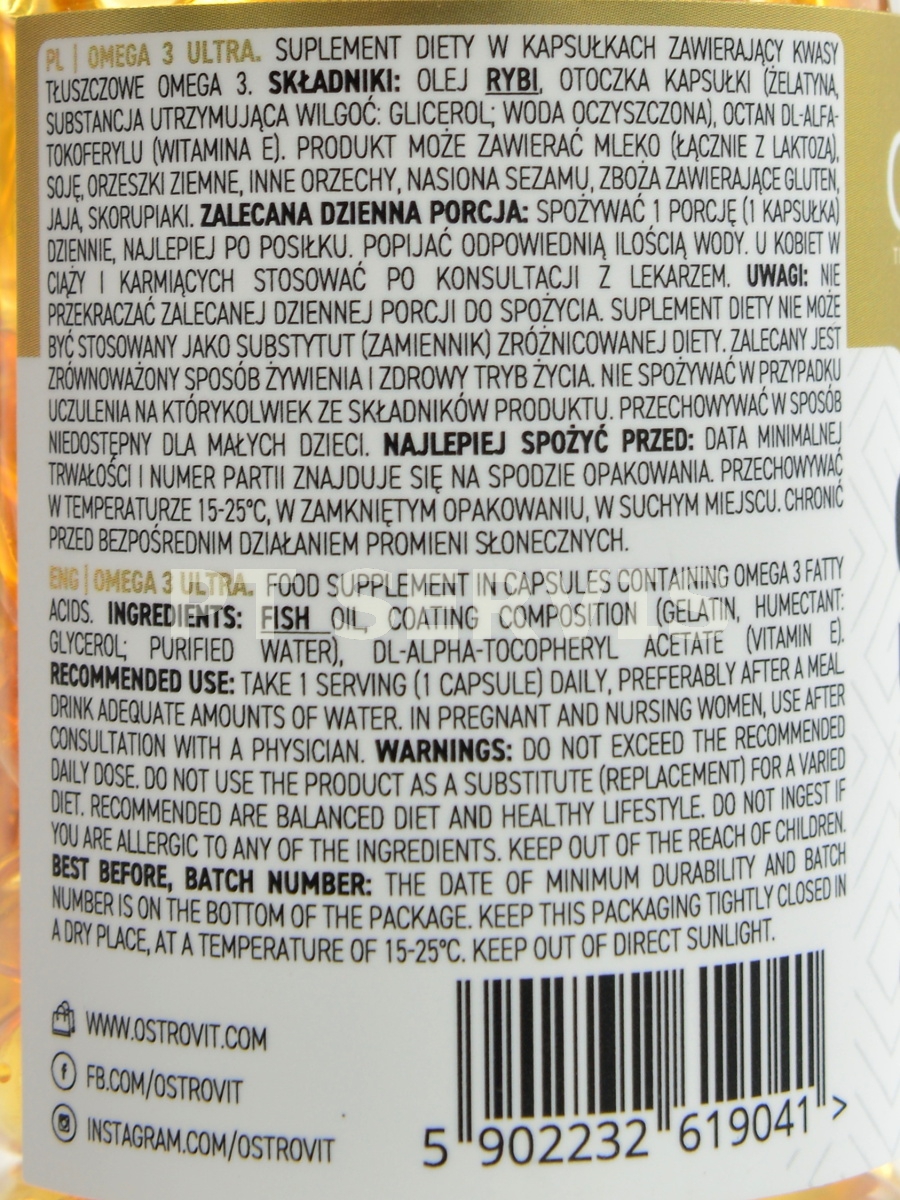 PL | OMEGA 3 ULTRA. SUPLEMENT DIETY W KAPSUŁKACH ZAWIERAJĄCY KWASY
TŁUSZCZOWE OMEGA 3. SKŁADNIKI: OLEJ RYBI, OTOCZKA KAPSUŁKI (ŻELATYNA,
SUBSTANCJA UTRZYMUJĄCA WILGOĆ: GLICEROL; WODA OCZYSZCZONA), OCTAN DL-ALFA-
TOKOFERYLU (WITAMINA E). PRODUKT MOŻE ZAWIERAĆ MLEKO (ŁĄCZNIE Z LAKTOZĄ),
SOJĘ, ORZESZKI ZIEMNE, INNE ORZECHY, NASIONA SEZAMU, ZBOŻA ZAWIERAJĄCE GLUTEN,
JAJA, SKORUPIAKI. ZALECANA DZIENNA PORCJA: SPOŻYWAĆ 1 PORCJĘ (1 KAPSUŁKA)
DZIENNIE, NAJLEPIEJ PO POSIŁKU. POPIJAĆ ODPOWIEDNIĄ ILOŚCIĄ WODY. U KOBIET W
CIĄŻY I KARMIĄCYCH STOSOWAĆ PO KONSULTACJI Z LEKARZEM. UWAGI: NIE
PRZEKRACZAĆ ZALECANEJ DZIENNEJ PORCJI DO SPOŻYCIA. SUPLEMENT DIETY NIE MOŻE
BYĆ STOSOWANY JAKO SUBSTYTUT (ZAMIENNIK) ZRÓŻNICOWANEJ DIETY. ZALECANY JEST
ZRÓWNOWAŻONY SPOSÓB ŻYWIENIA I ZDROWY TRYB ŻYCIA. NIE SPOŻYWAĆ W PRZYPADKU
UCZULENIA NA KTÓRYKOLWIEK ZE SKŁADNIKÓW PRODUKTU. PRZECHOWYWAĆ W SPOSÓB
NIEDOSTĘPNY DLA MAŁYCH DZIECI. NAJLEPIEJ SPOŻYĆ PRZED: DATA MINIMALNEJ
TRWAŁOŚCI I NUMER PARTII ZNAJDUJE SIĘ NA SPODZIE OPAKOWANIA. PRZECHOWYWAĆ
W TEMPERATURZE 15-25°C, W ZAMKNIĘTYM OPAKOWANIU, W SUCHYM MIEJSCU. CHRONIĆ
PRZED BEZPOŚREDNIM DZIAŁANIEM PROMIENI SŁONECZNYCH.
ENG | OMEGA 3 ULTRA. FOOD SUPPLEMENT IN CAPSULES CONTAINING OMEGA 3 FATTY
ACIDS. INGREDIENTS: FISH OIL, COATING COMPOSITION (GELATIN, HUMECTANT:
GLYCEROL; PURIFIED WATER), DL-ALPHA-TOCOPHERYL ACETATE (VITAMIN E).
RECOMMENDED USE: TAKE 1 SERVING (1 CAPSULE) DAILY, PREFERABLY AFTER A MEAL.
DRINK ADEQUATE AMOUNTS OF WATER. IN PREGNANT AND NURSING WOMEN, USE AFTER
CONSULTATION WITH A PHYSICIAN. WARNINGS: DO NOT EXCEED THE RECOMMENDED
DAILY DOSE. DO NOT USE THE PRODUCT AS A SUBSTITUTE (REPLACEMENT) FOR A VARIED
DIET. RECOMMENDED ARE BALANCED DIET AND HEALTHY LIFESTYLE. DO NOT INGEST IF
YOU ARE ALLERGIC TO ANY OF THE INGREDIENTS. KEEP OUT OF THE REACH OF CHILDREN.
BEST BEFORE, BATCH NUMBER: THE DATE OF MINIMUM DURABILITY AND BATCH
NUMBER IS ON THE BOTTOM OF THE PACKAGE. KEEP THIS PACKAGING TIGHTLY CLOSED IN
A DRY PLACE, AT A TEMPERATURE OF 15-25°C. KEEP OUT OF DIRECT SUNLIGHT.
WWW.OSTROVIT.COM
FB.COM/OSTROVIT
INSTAGRAM.COM/OSTROVIT
5 902232 619041 >